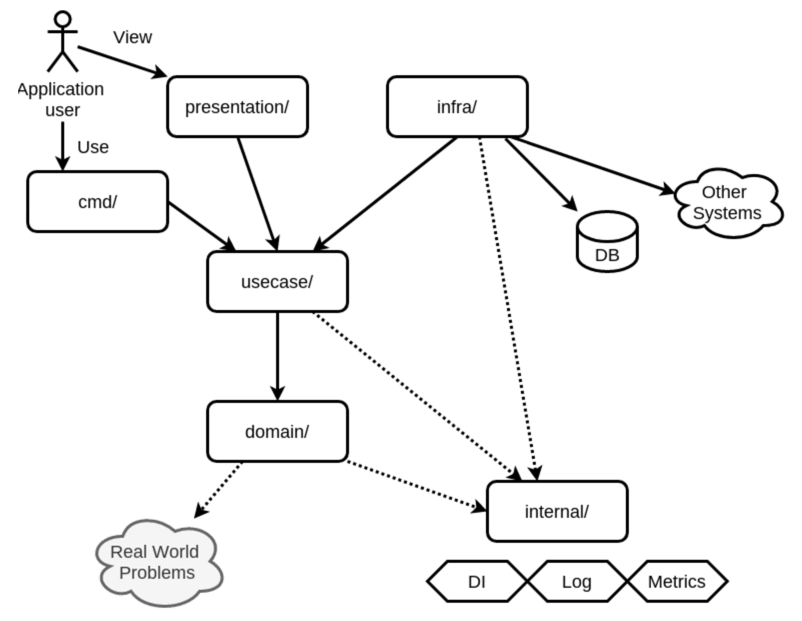 View
Application
user
presentation/
infra/
Use
cmd/
Other
Systems
DB
usecase/
domain/
internal/
Real World
Problems
DI
Log
Metrics